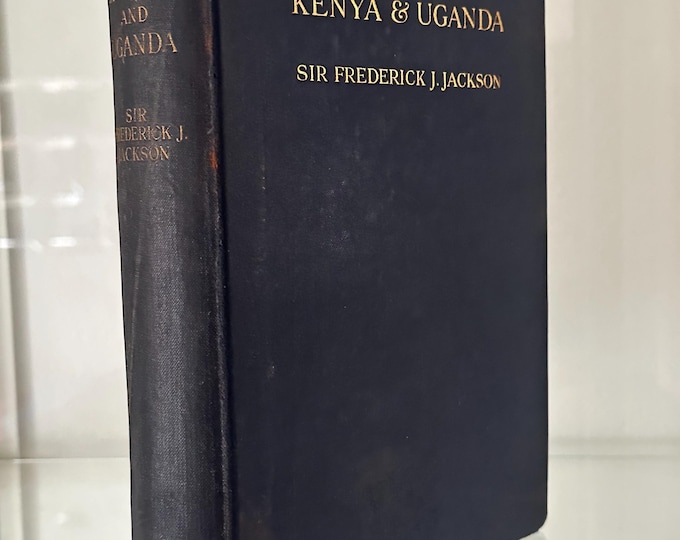 AND
UGANDA
SIR
FREDERICK J.
JACKSON
KENYA & UGANDA
SIR FREDERICK J. JACKSON